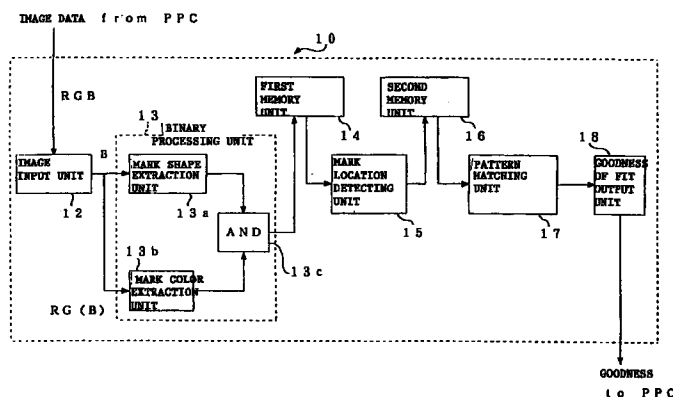 IMAGE DATA from PPC
10
RGB
FIRST
MEMORY
UNIT
14
SECOND
MEMORY
UNIT
16
13
BINARY
PROCESSING UNIT
18
B
IMAGE
INPUT UNIT
12
MARK SHAPE
EXTRACTION
UNIT
13a
MARK
LOCATION
DETECTING
UNIT
15
PATTERN
MATCHING
UNIT
17
GOODNESS
OF FIT
OUTPUT
UNIT
AND
13c
13b
MARK COLOR
EXTRACTION
UNIT
RG (B)
GOODNESS
to PPC